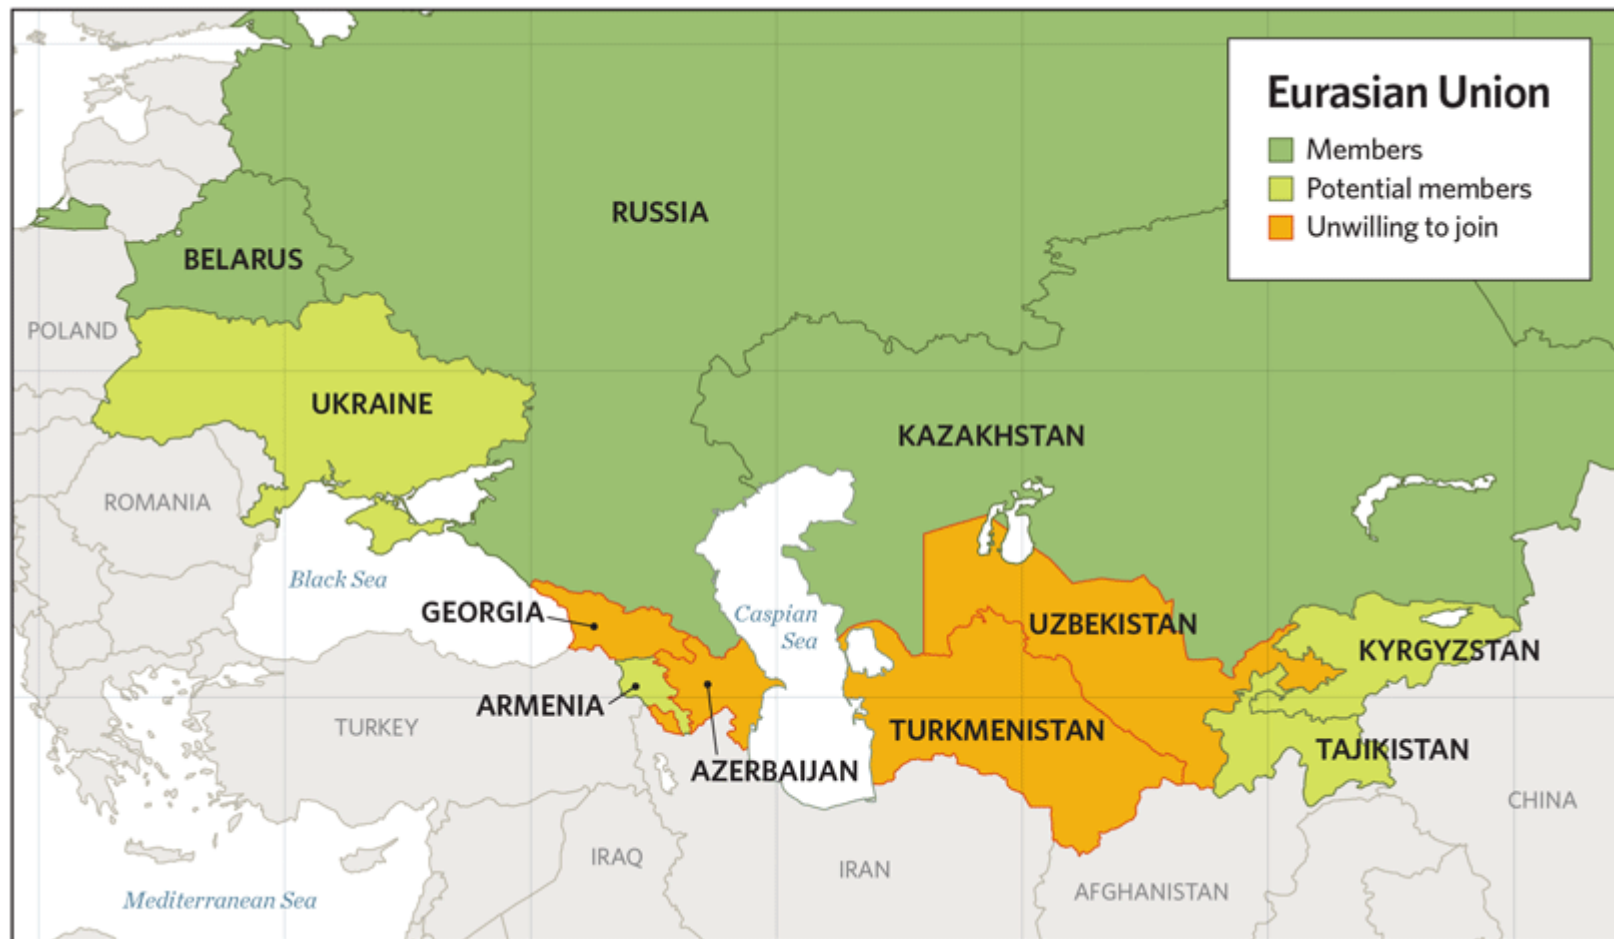 Eurasian Union
Members
Potential members
Unwilling to join
RUSSIA
BELARUS
POLAND
UKRAINE
KAZAKHSTAN
ROMANIA
Black Sea
GEORGIA
Caspian
Sea
UZBEKISTAN
KYRGYZSTAN
ARMENIA
TURKEY
TURKMENISTAN
TAJIKISTAN
AZERBAIJAN
CHINA
IRAQ
IRAN
AFGHANISTAN
Mediterranean Sea